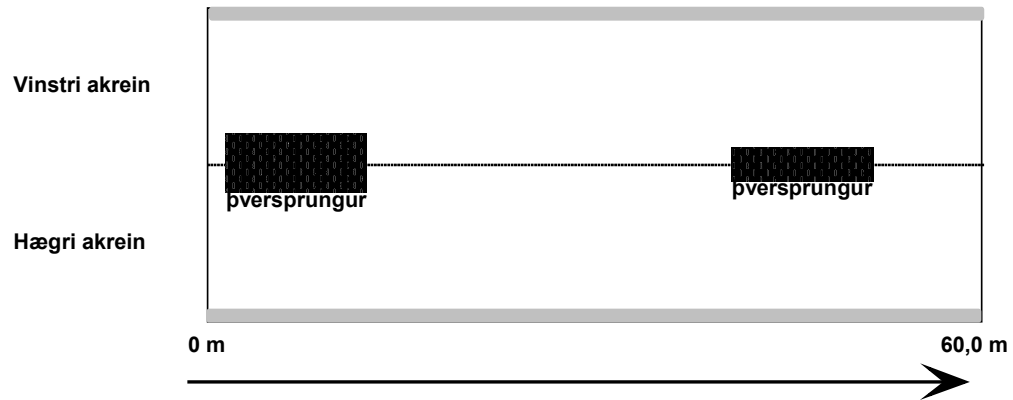 Vinstri akrein
þversprungur
þversprungur
Hægri akrein
0 m
60,0 m